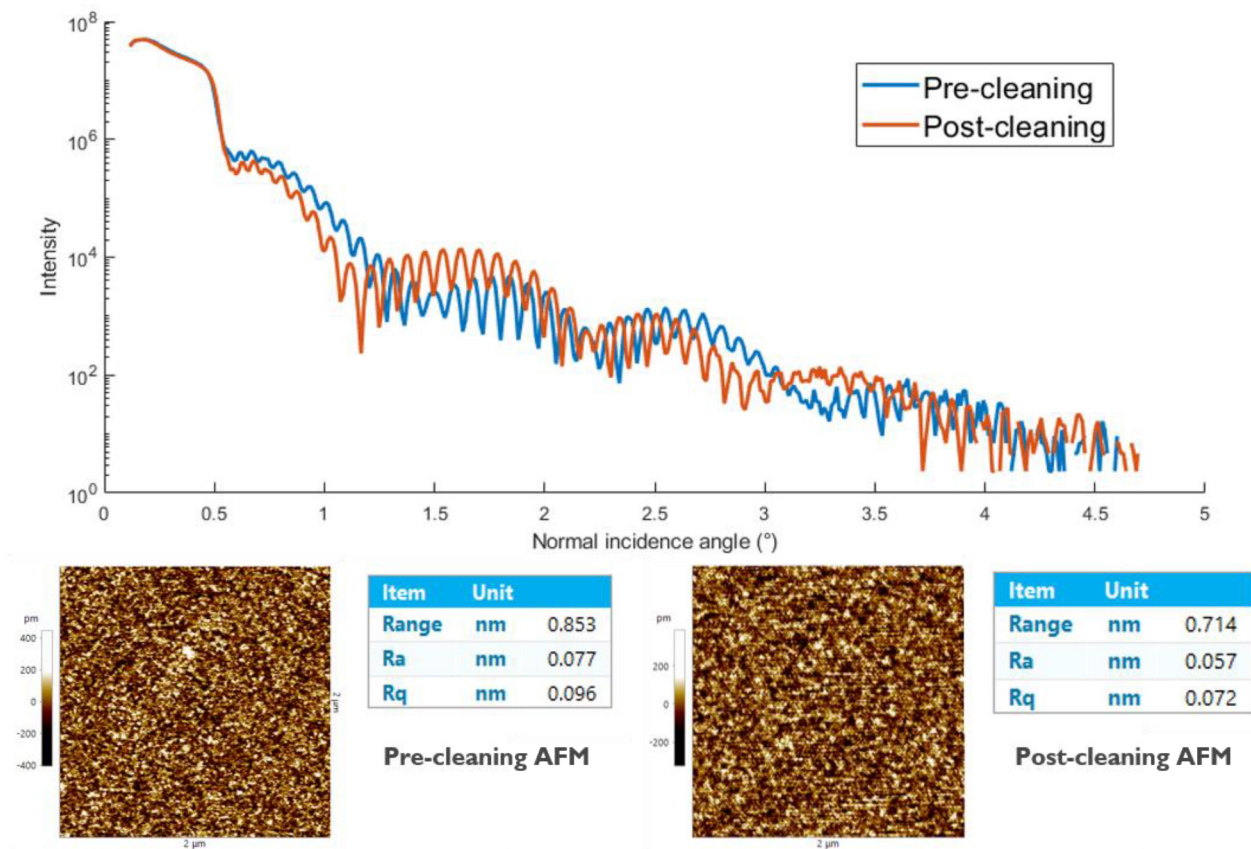 10^8
10^6
10^4
10^2
10^0
Intensity
Pre-cleaning
Post-cleaning
0 0.5 1 1.5 2 2.5 3 3.5 4 4.5 5
Normal incidence angle (°)
pm
400
200
0
-200
-400
2 µm
2 µm
Item Unit
Range nm 0.853
Ra nm 0.077
Rq nm 0.096
Pre-cleaning AFM
pm
200
0
-200
2 µm
Item Unit
Range nm 0.714
Ra nm 0.057
Rq nm 0.072
Post-cleaning AFM